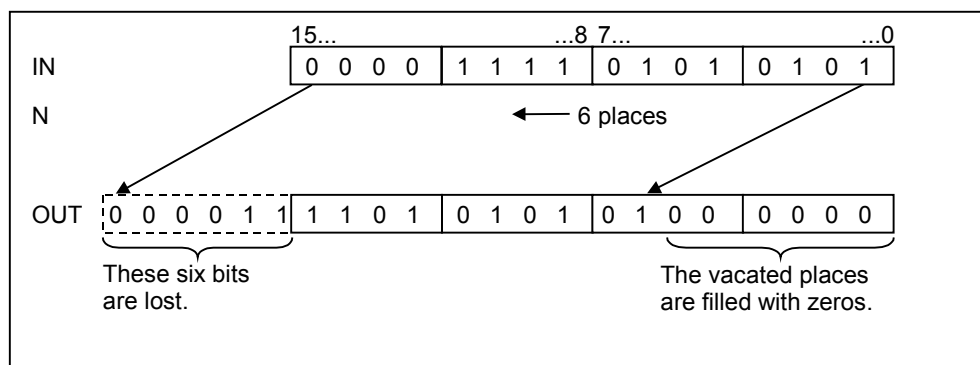 15... ...8 7... ...0
IN 0 0 0 0 1 1 1 1 0 1 0 1 0 1 0 1
N 6 places
OUT 0 0 0 0 1 1 1 1 0 1 0 1 0 1 0 1 0 0 0 0 0 0
These six bits
are lost.
The vacated places
are filled with zeros.